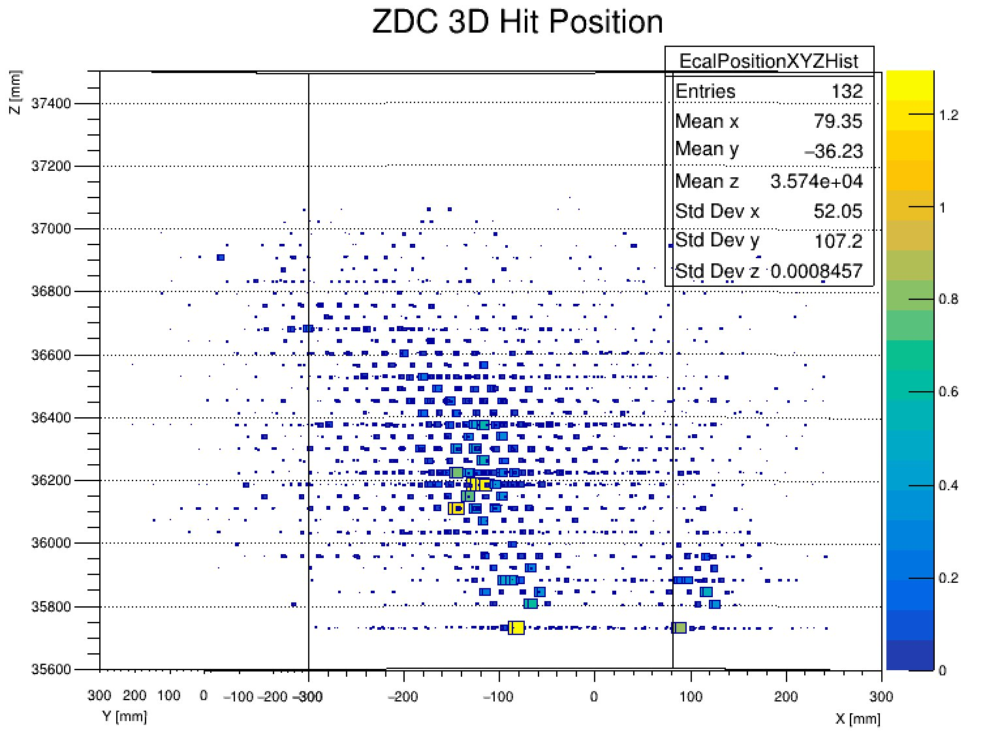 ZDC 3D Hit Position
EcalPositionXYZHist
Entries 132
Mean x 79.35
Mean y −36.23
Mean z 3.574e+04
Std Dev x 52.05
Std Dev y 107.2
Std Dev z 0.0008457
Z [mm]
37400
37200
37000
36800
36600
36400
36200
36000
35800
35600
1.2
1
0.8
0.6
0.4
0.2
0
300 200 100 0 −100 −200 −300
−300 −200 −100 0 100 200 300
Y [mm]
X [mm]